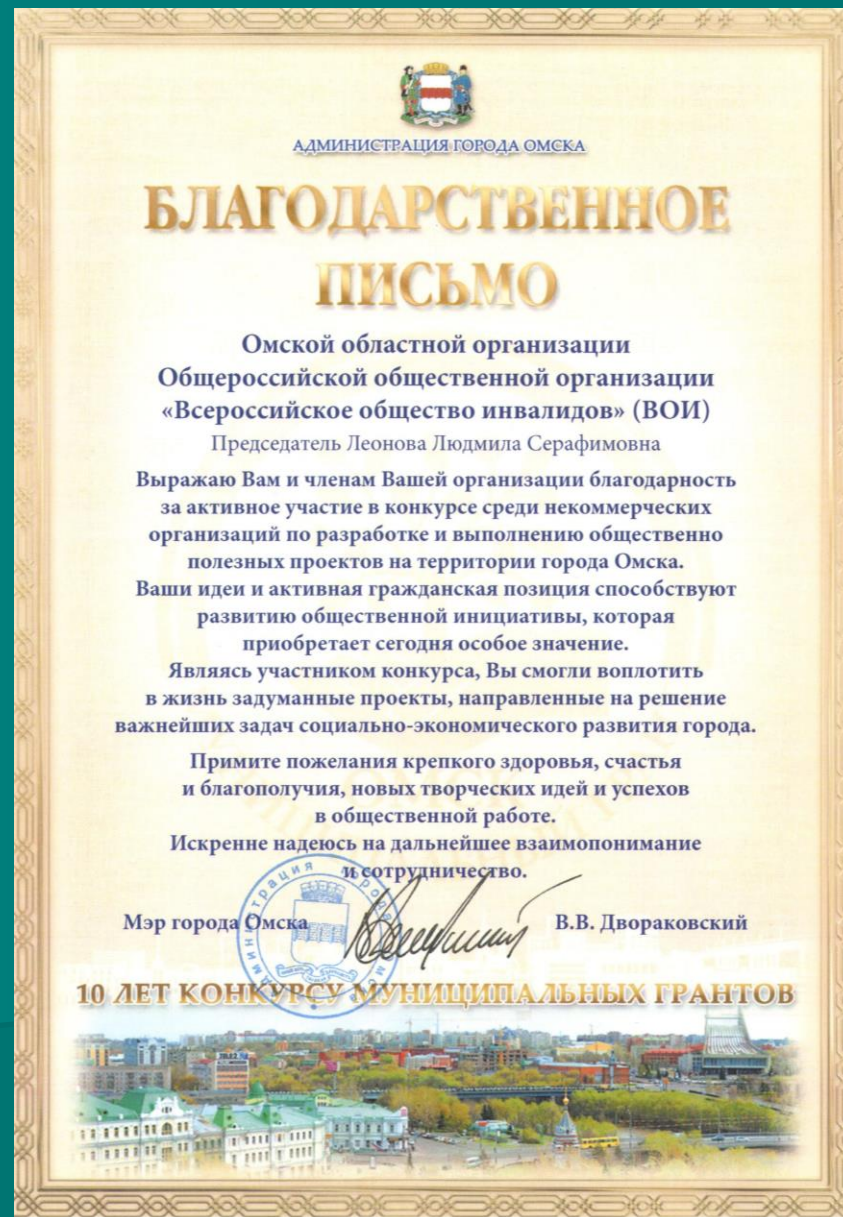 АДМИНИСТРАЦИЯ ГОРОДА ОМСКА
БЛАГОДАРСТВЕННОЕ
ПИСЬМО
Омской областной организации
Общероссийской общественной организации
«Всероссийское общество инвалидов» (ВОИ)
Председатель Леонова Людмила Серафимовна
Выражаю Вам и членам Вашей организации благодарность
за активное участие в конкурсе среди некоммерческих
организаций по разработке и выполнению общественно
полезных проектов на территории города Омска.
Ваши идеи и активная гражданская позиция способствуют
развитию общественной инициативы, которая
приобретает сегодня особое значение.
Являясь участником конкурса, Вы смогли воплотить
в жизнь задуманные проекты, направленные на решение
важнейших задач социально-экономического развития города.
Примите пожелания крепкого здоровья, счастья
и благополучия, новых творческих идей и успехов
в общественной работе.
Искренне надеюсь на дальнейшее взаимопонимание
и сотрудничество.
Мэр города Омска В.В. Двораковский
Администрация города Омска
10 ЛЕТ КОНКУРСУ МУНИЦИПАЛЬНЫХ ГРАНТОВ
TELE2